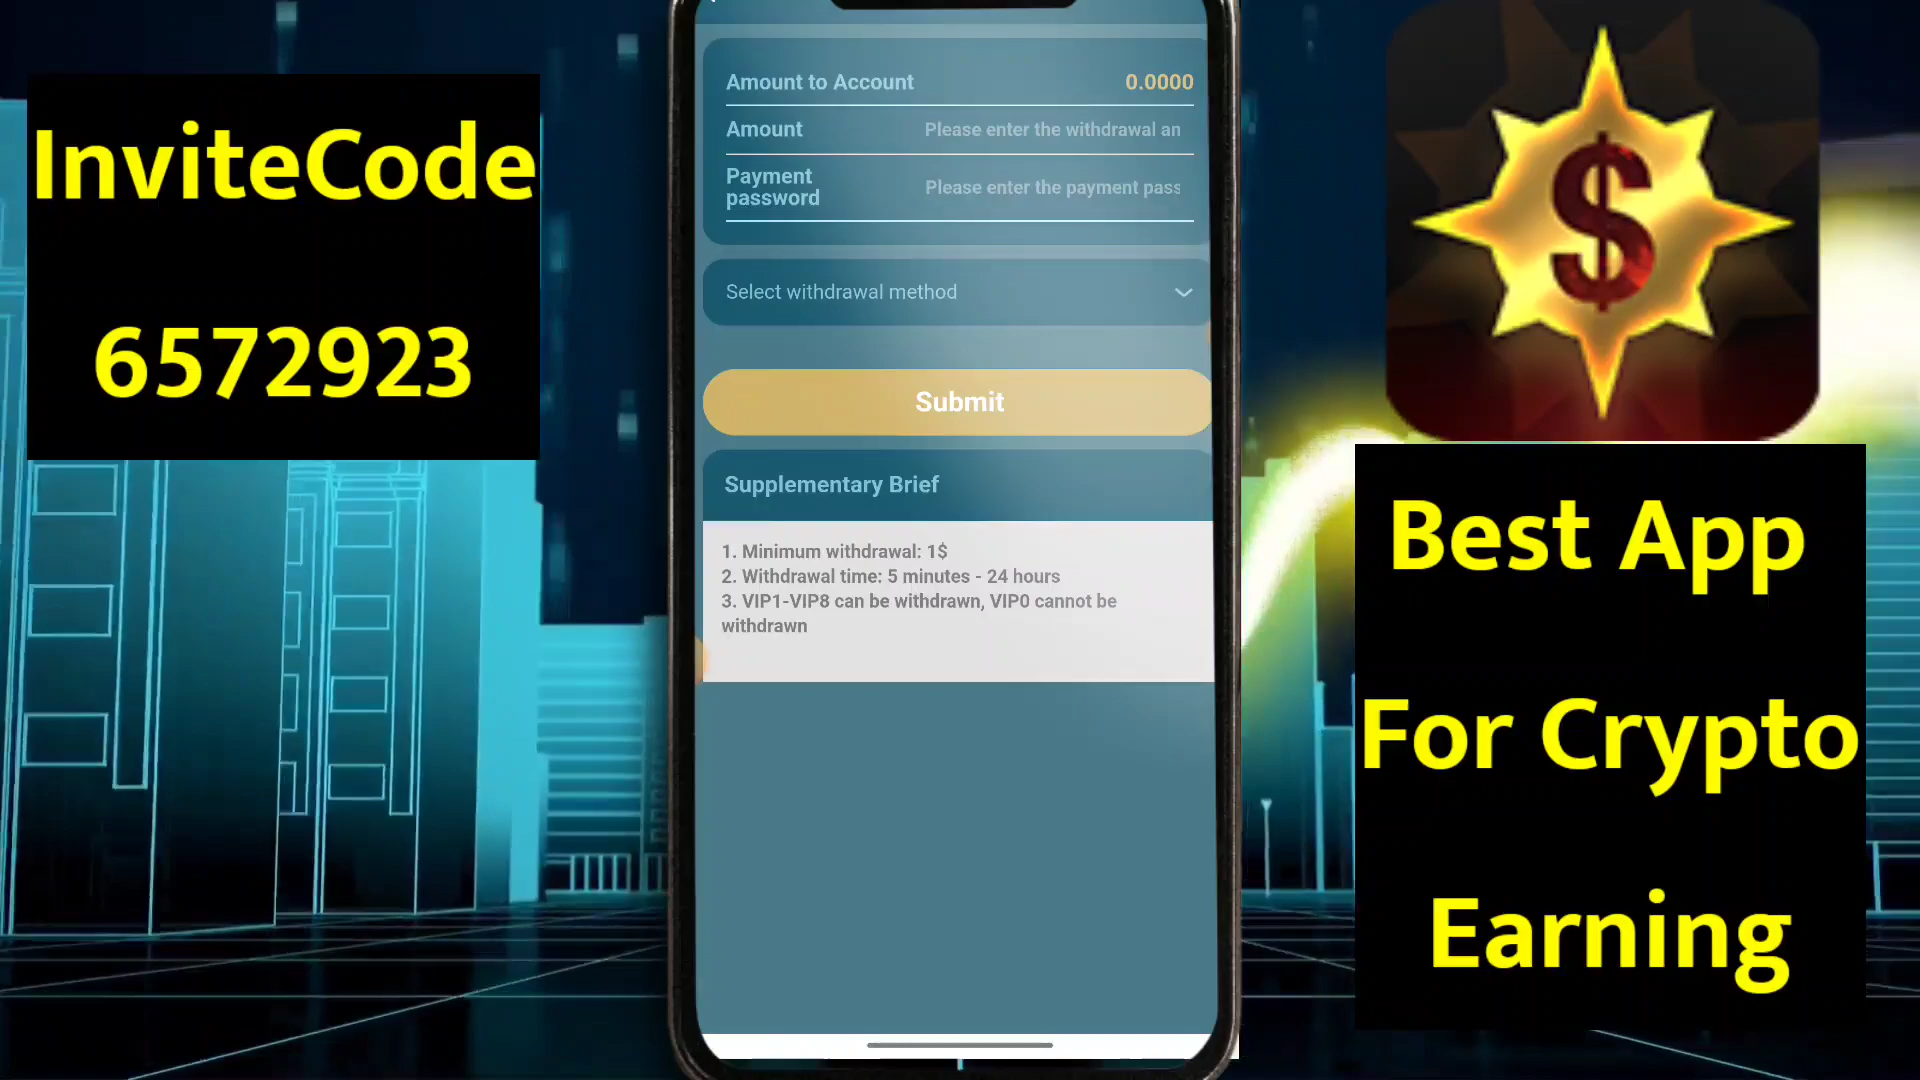 InviteCode
6572923
Amount to Account 0.0000
Amount Please enter the withdrawal an
Payment
password Please enter the payment pass
Select withdrawal method
Submit
Supplementary Brief
1. Minimum withdrawal: 1$
2. Withdrawal time: 5 minutes - 24 hours
3. VIP1-VIP8 can be withdrawn, VIP0 cannot be
withdrawn
$
Best App
For Crypto
Earning